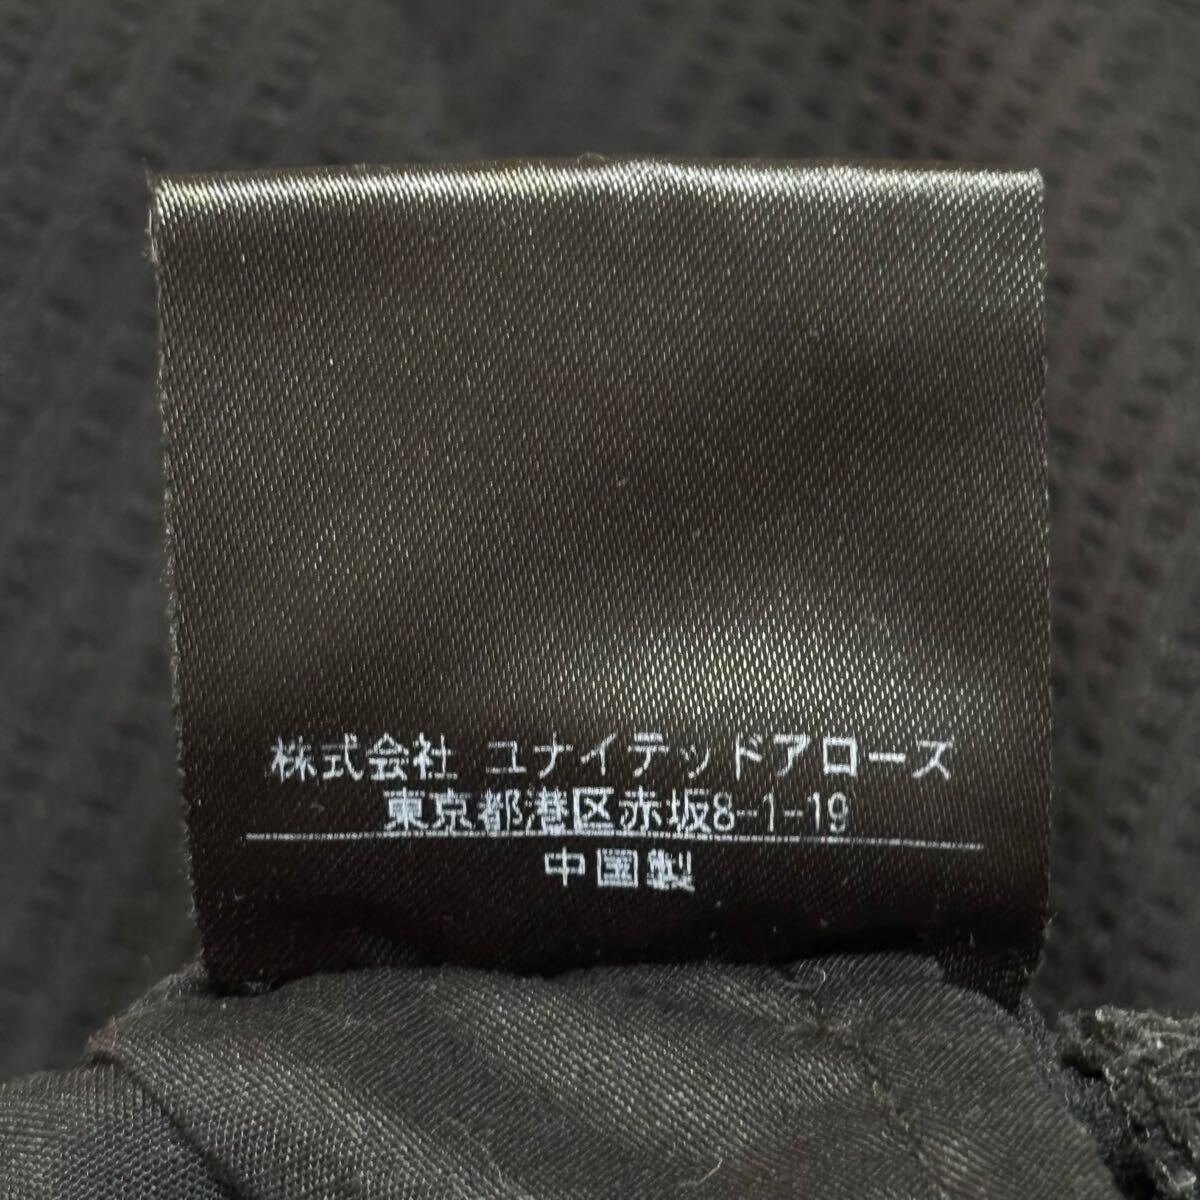 株式会社 ユナイテッドアローズ
東京都港区赤坂8-1-19
中国製